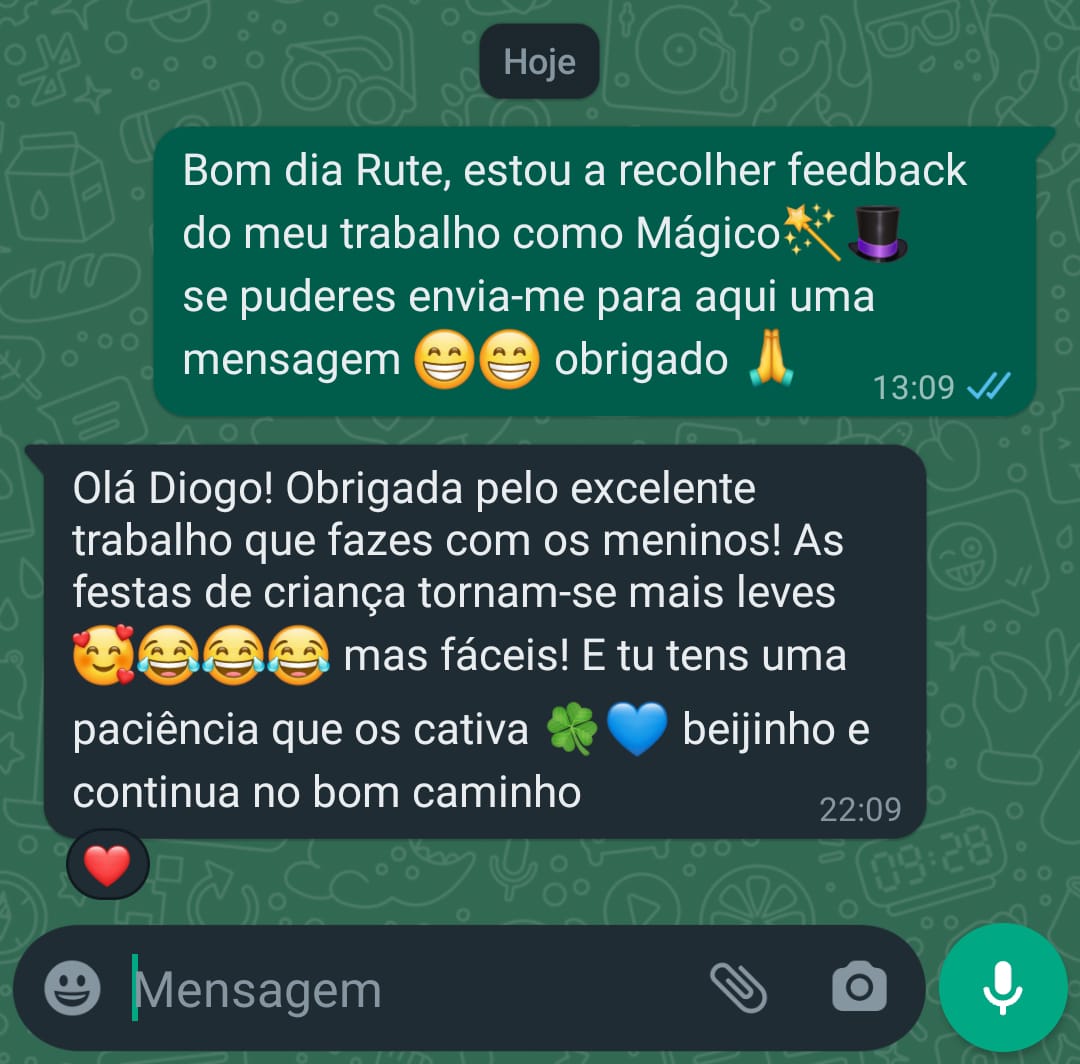 Hoje
Bom dia Rute, estou a recolher feedback
do meu trabalho como Mágico🪄🎩
se puderes envia-me para aqui uma
mensagem 😁😁 obrigado 🙏
13:09
Olá Diogo! Obrigada pelo excelente
trabalho que fazes com os meninos! As
festas de criança tornam-se mais leves
🥰😂😂😂 mas fáceis! E tu tens uma
paciência que os cativa 🍀💙 beijinho e
continua no bom caminho
22:09
❤️
09:28
Mensagem